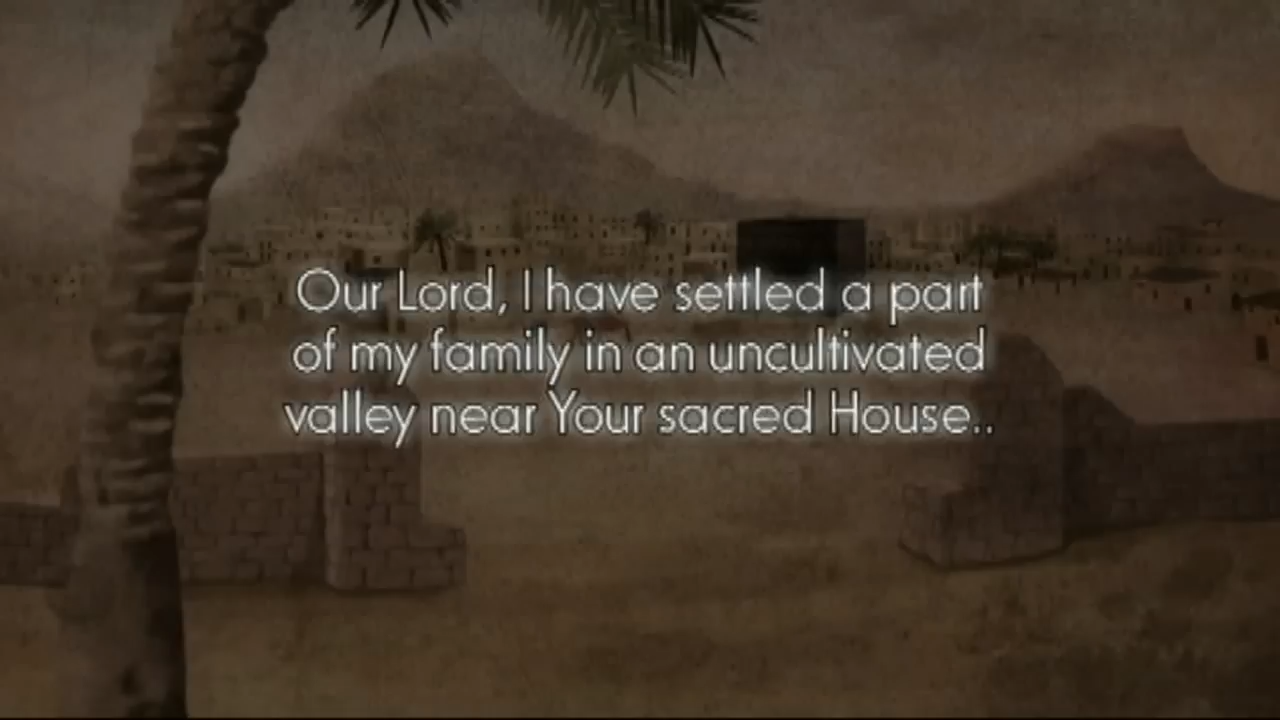 Our Lord, I have settled a part
of my family in an uncultivated
valley near Your sacred House..